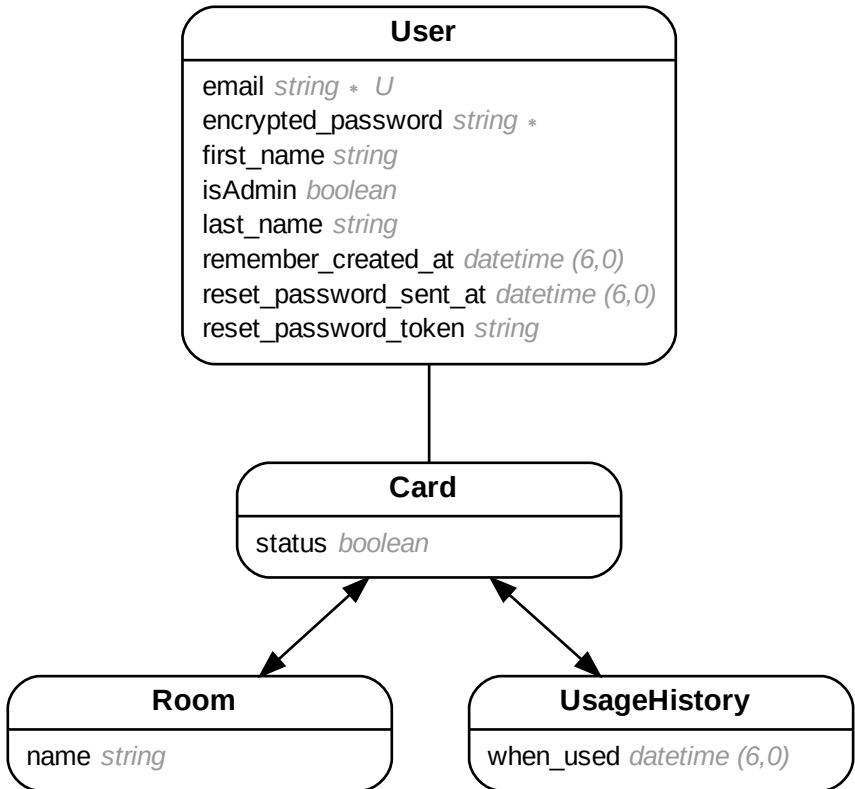 User
email string * U
encrypted_password string *
first_name string
isAdmin boolean
last_name string
remember_created_at datetime (6,0)
reset_password_sent_at datetime (6,0)
reset_password_token string
Card
status boolean
Room
name string
UsageHistory
when_used datetime (6,0)